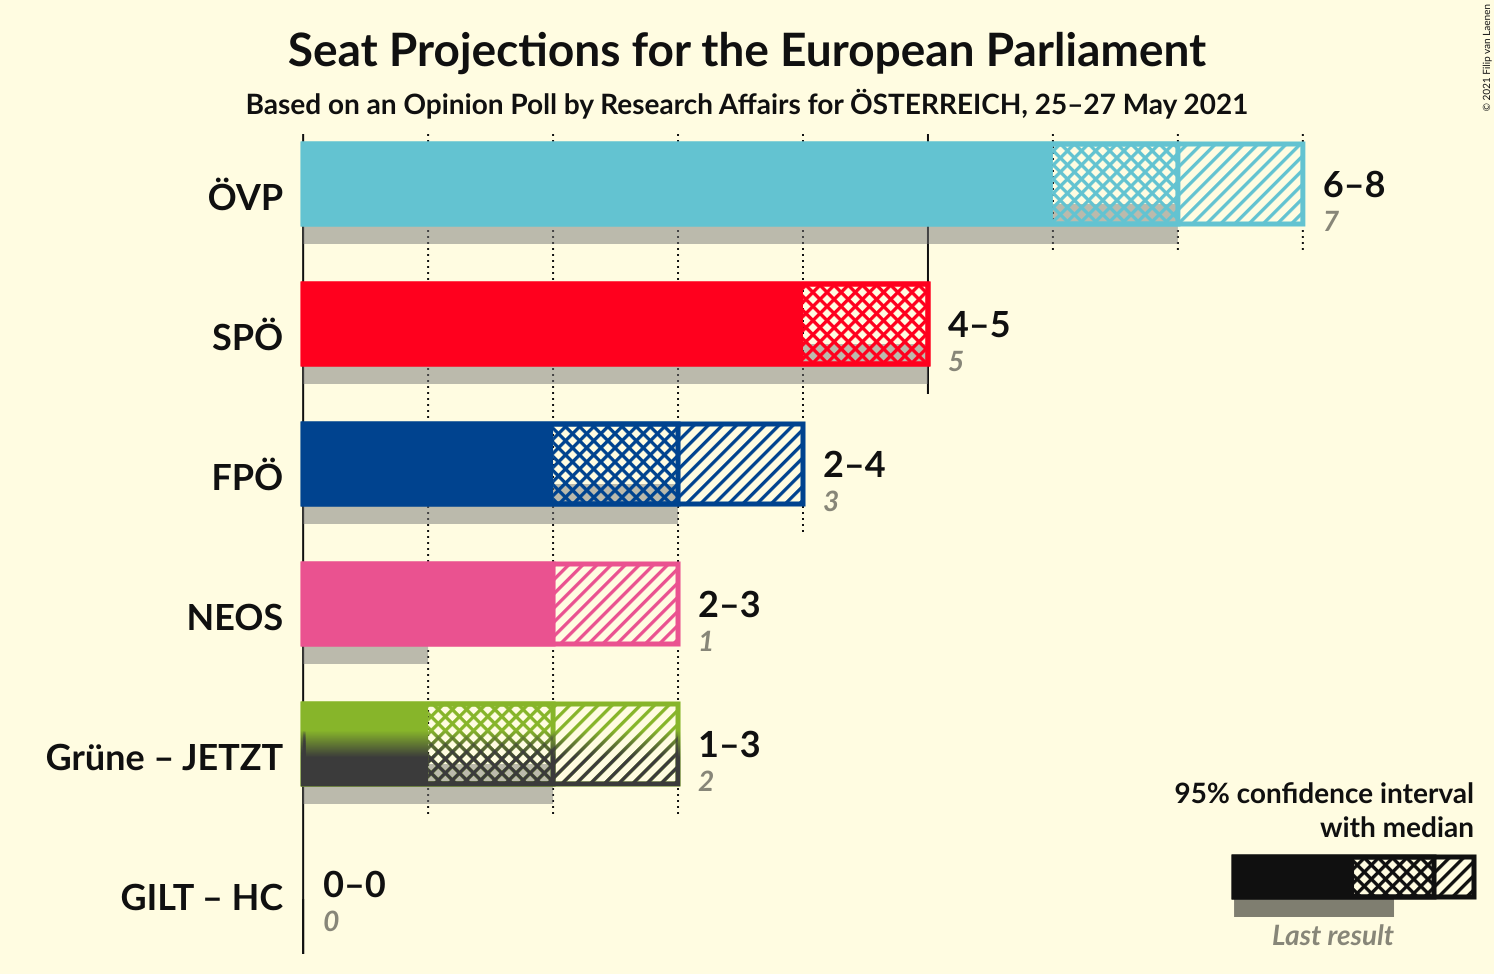 Seat Projections for the European Parliament
Based on an Opinion Poll by Research Affairs for ÖSTERREICH, 25–27 May 2021
© 2021 Filip van Laenen
ÖVP
6–8
7
SPÖ
4–5
5
FPÖ
2–4
3
NEOS
2–3
1
Grüne – JETZT
1–3
2
GILT – HC
0–0
0
95% confidence interval
with median
Last result